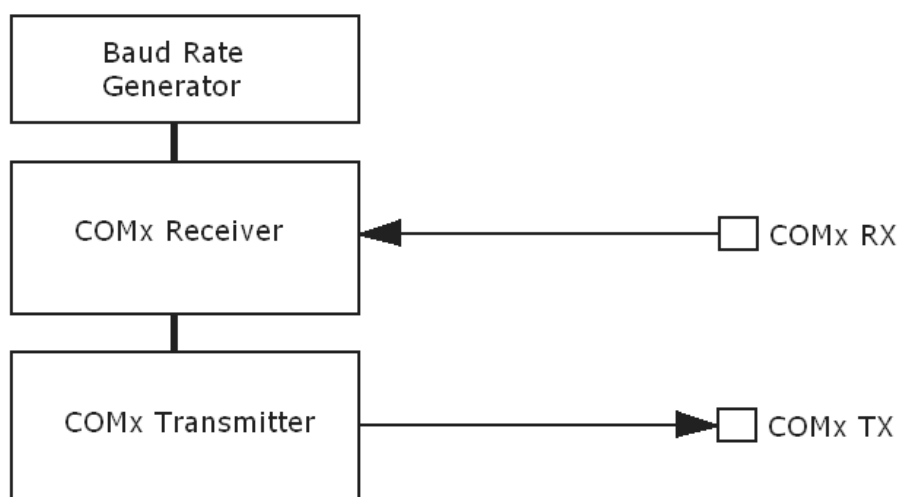 Baud Rate
Generator
COMx Receiver
COMx RX
COMx Transmitter
COMx TX